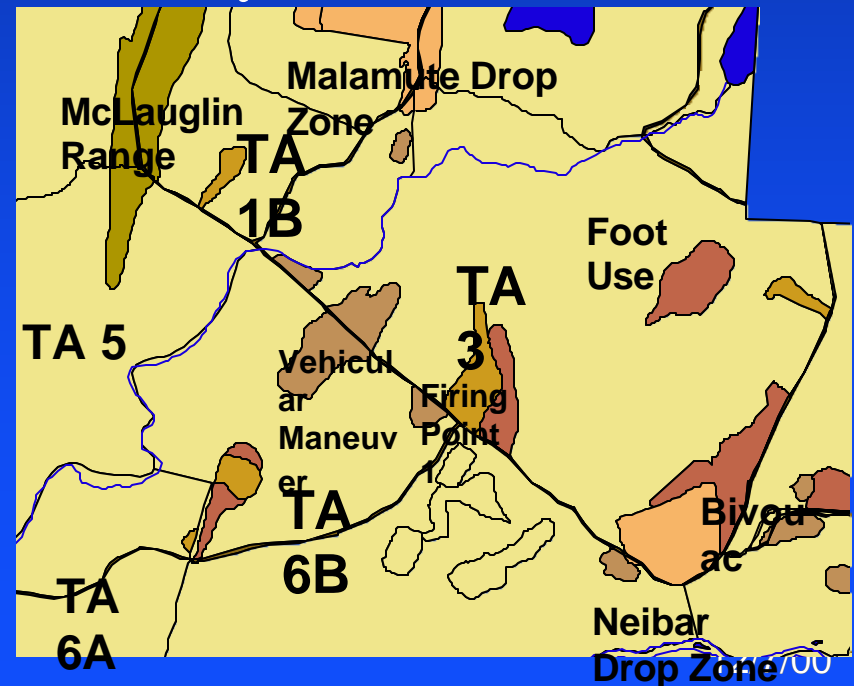 Malamute Drop
Zone
McLauglin
Range
TA
1B
Foot
Use
TA
3
TA 5
Vehicul
ar
Maneuv
er
Firing
Point
1
TA
6B
Bivou
ac
TA
6A
Neibar
Drop Zone